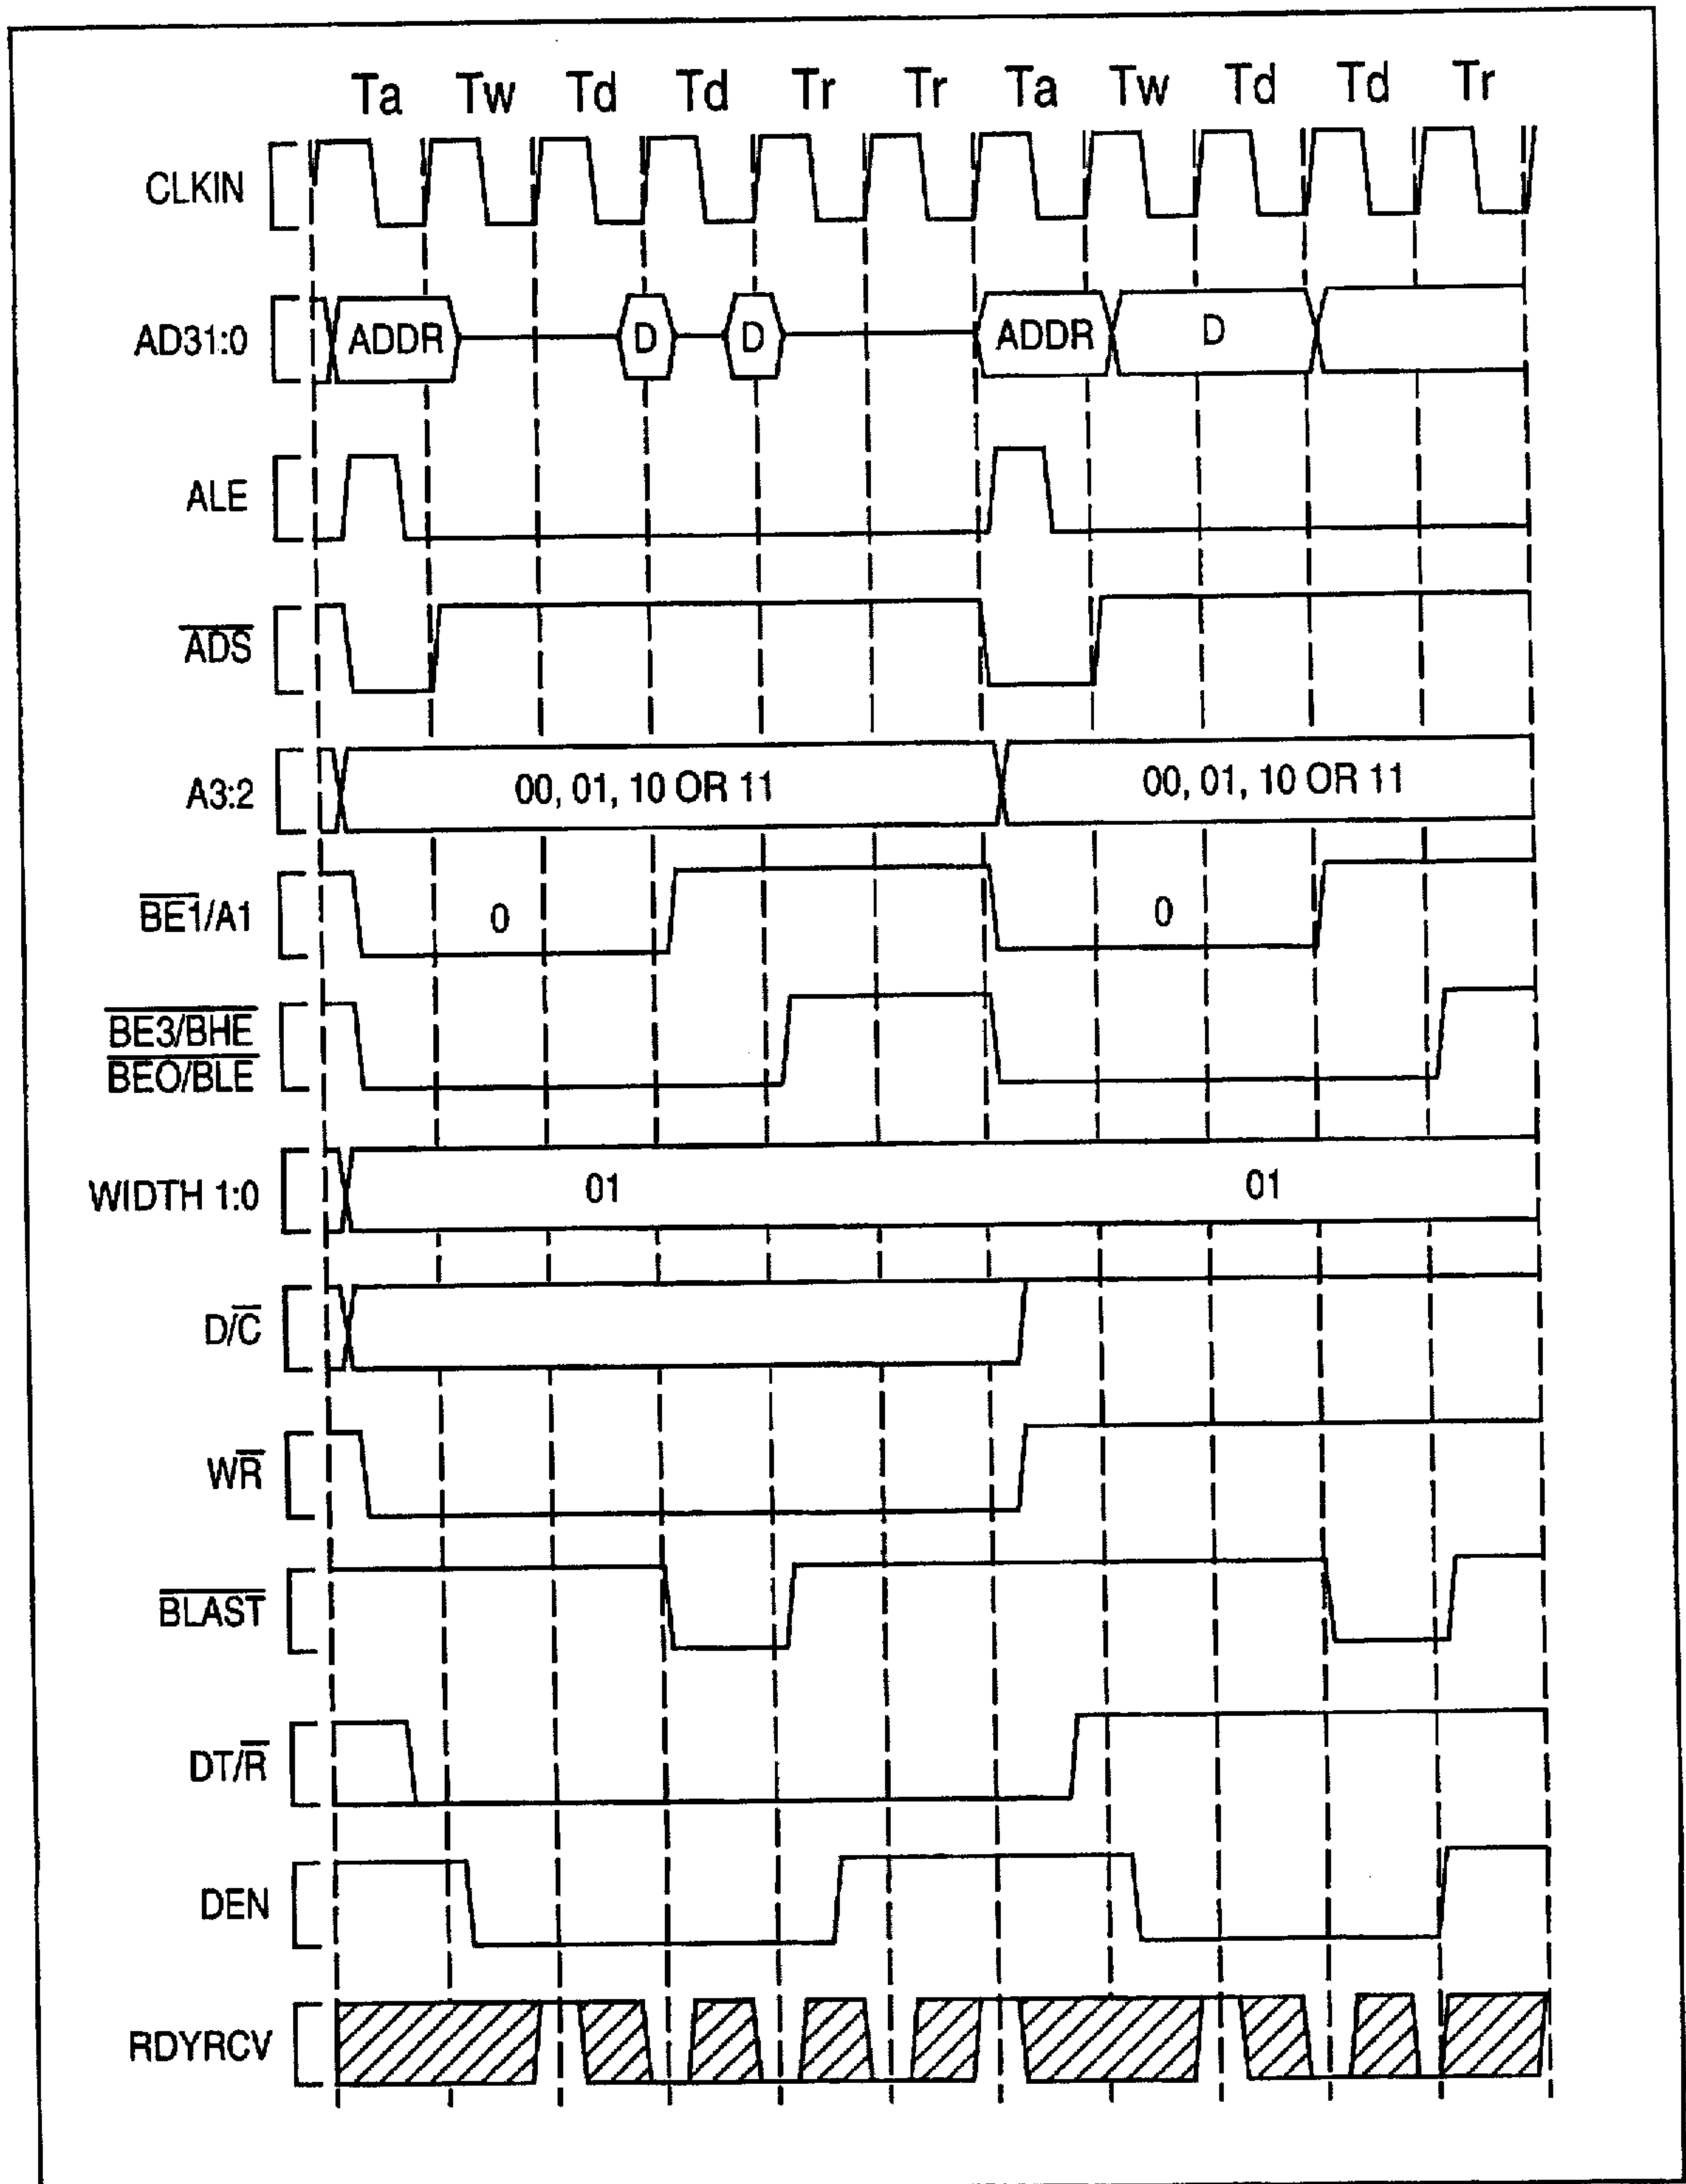 Ta Tw Td Td Tr Tr Ta Tw Td Td Tr
CLKIN
AD31:0 ADDR D D ADDR D
ALE
ADS
A3:2 00, 01, 10 OR 11 00, 01, 10 OR 11
BE1/A1 0 0
BE3/BHE
BEO/BLE
WIDTH 1:0 01 01
D/C
WR
BLAST
DT/R
DEN
RDYRCV